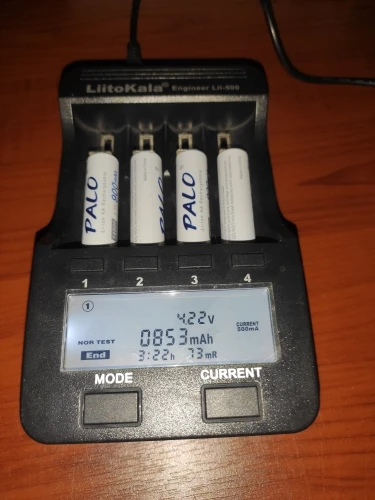 LiitoKala® Engineer Lii-500
PALO
PALO
1 2 3 4
1
4.22v
CURRENT
500mA
NOR TEST
0853mAh
End
3:22h 73mR
MODE
CURRENT